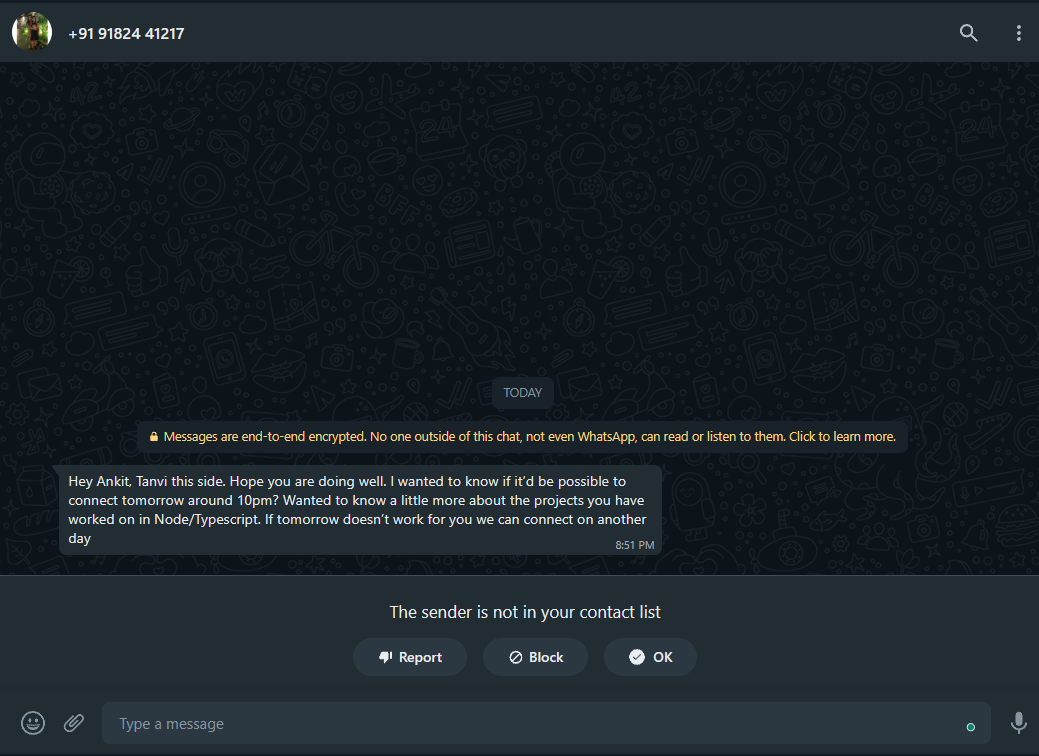 +91 91824 41217
TODAY
Messages are end-to-end encrypted. No one outside of this chat, not even WhatsApp, can read or listen to them. Click to learn more.
Hey Ankit, Tanvi this side. Hope you are doing well. I wanted to know if it'd be possible to
connect tomorrow around 10pm? Wanted to know a little more about the projects you have
worked on in Node/Typescript. If tomorrow doesn't work for you we can connect on another
day
8:51 PM
The sender is not in your contact list
Report
Block
OK
Type a message